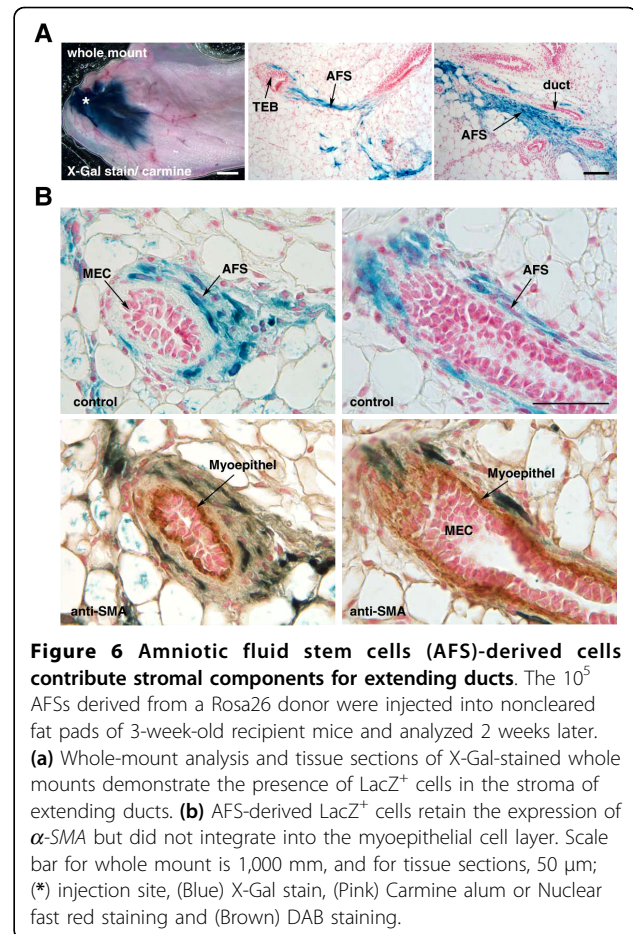 A
whole mount
*
X-Gal stain/ carmine
TEB
AFS
duct
AFS
B
MEC
AFS
control
AFS
control
Myoepithel
anti-SMA
Myoepithel
MEC
anti-SMA
Figure 6 Amniotic fluid stem cells (AFS)-derived cells
contribute stromal components for extending ducts. The 10⁵
AFSs derived from a Rosa26 donor were injected into noncleared
fat pads of 3-week-old recipient mice and analyzed 2 weeks later.
(a) Whole-mount analysis and tissue sections of X-Gal-stained whole
mounts demonstrate the presence of LacZ⁺ cells in the stroma of
extending ducts. (b) AFS-derived LacZ⁺ cells retain the expression of
α-SMA but did not integrate into the myoepithelial cell layer. Scale
bar for whole mount is 1,000 mm, and for tissue sections, 50 μm;
(*) injection site, (Blue) X-Gal stain, (Pink) Carmine alum or Nuclear
fast red staining and (Brown) DAB staining.